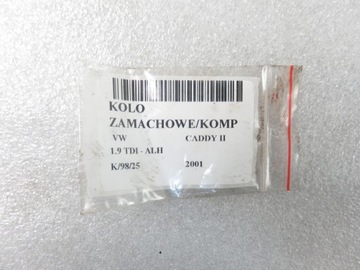 KOLO
ZAMACHOWE/KOMP
VW CADDY II
1.9 TDI - ALH
K/98/25 2001